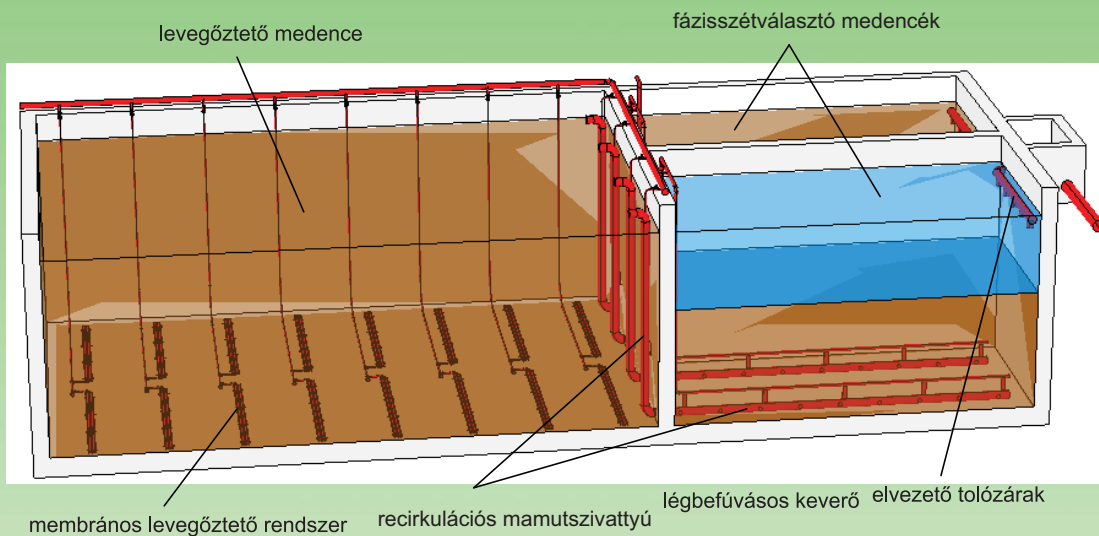 levegőztető medence
fázisszétválasztó medencék
membrános levegőztető rendszer
recirkulációs mamutszivattyú
légbefúvásos keverő
elvezető tolózárak